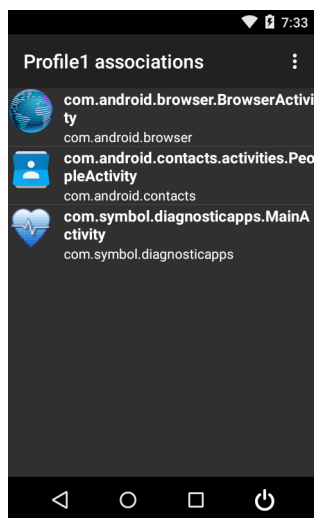 7:33
Profile1 associations
com.android.browser.BrowserActivi
ty
com.android.browser
com.android.contacts.activities.Peo
pleActivity
com.android.contacts
com.symbol.diagnosticapps.MainA
ctivity
com.symbol.diagnosticapps